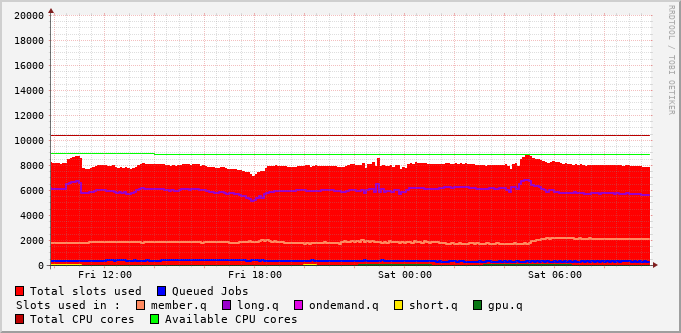 20000
18000
16000
14000
12000
10000
8000
6000
4000
2000
0
Fri 12:00 Fri 18:00 Sat 00:00 Sat 06:00
Total slots used Queued Jobs
Slots used in : member.q long.q ondemand.q short.q gpu.q
Total CPU cores Available CPU cores
RRDTOOL / TOBI OETIKER